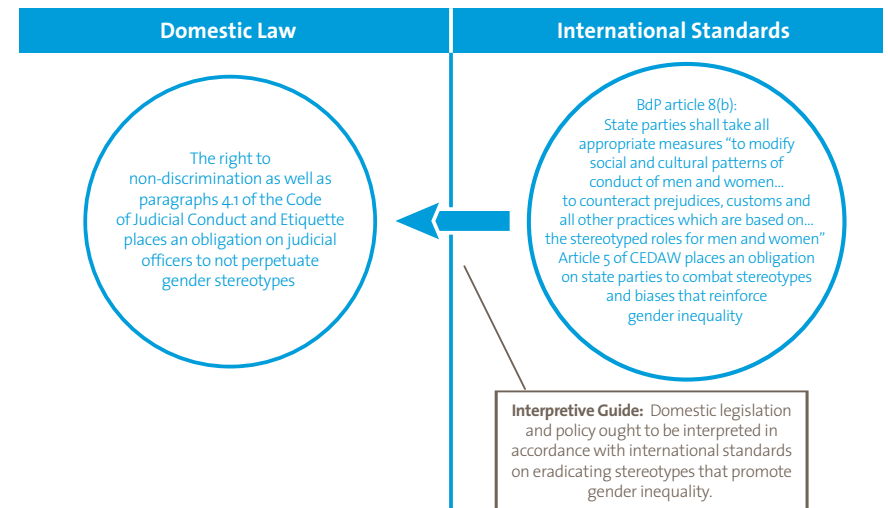 Domestic Law
International Standards
The right to
non-discrimination as well as
paragraphs 4.1 of the Code
of Judicial Conduct and Etiquette
places an obligation on judicial
officers to not perpetuate
gender stereotypes
BdP article 8(b):
State parties shall take all
appropriate measures “to modify
social and cultural patterns of
conduct of men and women...
to counteract prejudices, customs and
all other practices which are based on...
the stereotyped roles for men and women”
Article 5 of CEDAW places an obligation
on state parties to combat stereotypes
and biases that reinforce
gender inequality
Interpretive Guide: Domestic legislation
and policy ought to be interpreted in
accordance with international standards
on eradicating stereotypes that promote
gender inequality.